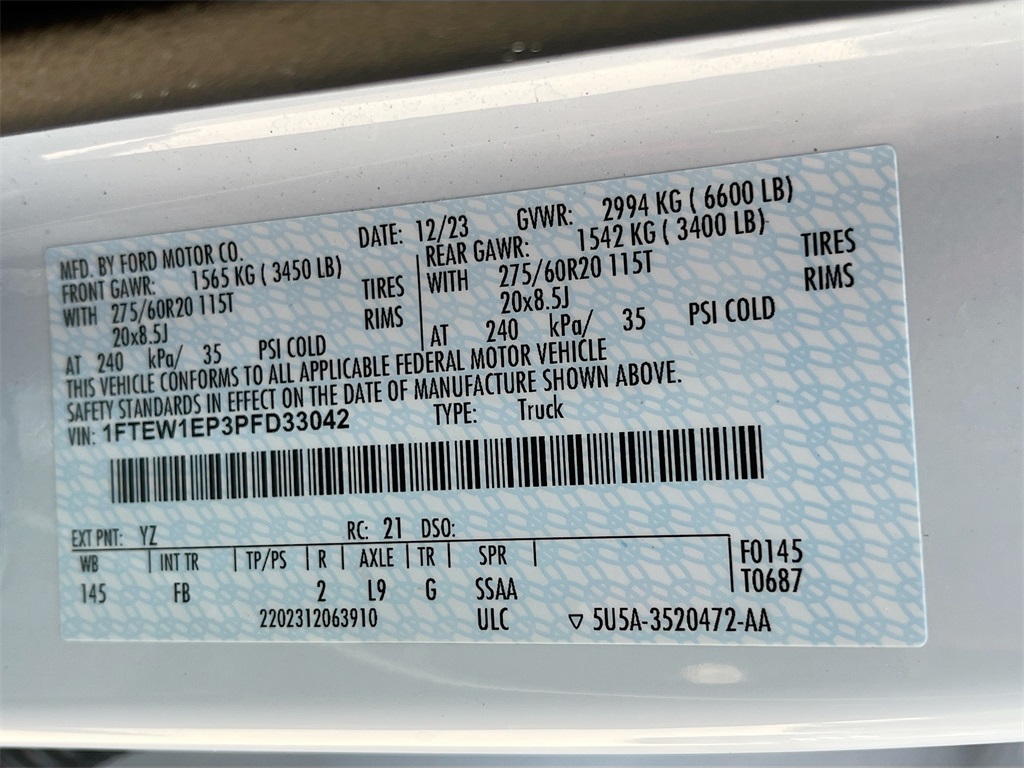 MFD. BY FORD MOTOR CO. DATE: 12/23 GVWR: 2994 KG ( 6600 LB)
FRONT GAWR: 1565 KG ( 3450 LB) REAR GAWR: 1542 KG ( 3400 LB)
WITH 275/60R20 115T TIRES WITH 275/60R20 115T TIRES
20x8.5J RIMS 20x8.5J RIMS
AT 240 kPa/ 35 PSI COLD AT 240 kPa/ 35 PSI COLD
THIS VEHICLE CONFORMS TO ALL APPLICABLE FEDERAL MOTOR VEHICLE
SAFETY STANDARDS IN EFFECT ON THE DATE OF MANUFACTURE SHOWN ABOVE.
VIN: 1FTEW1EP3PFD33042 TYPE: Truck
EXT PNT: YZ RC: 21 DSO:
WB INT TR TP/PS R AXLE TR SPR F0145
145 FB 2 L9 G SSAA T0687
2202312063910 ULC ▽ 5U5A-3520472-AA